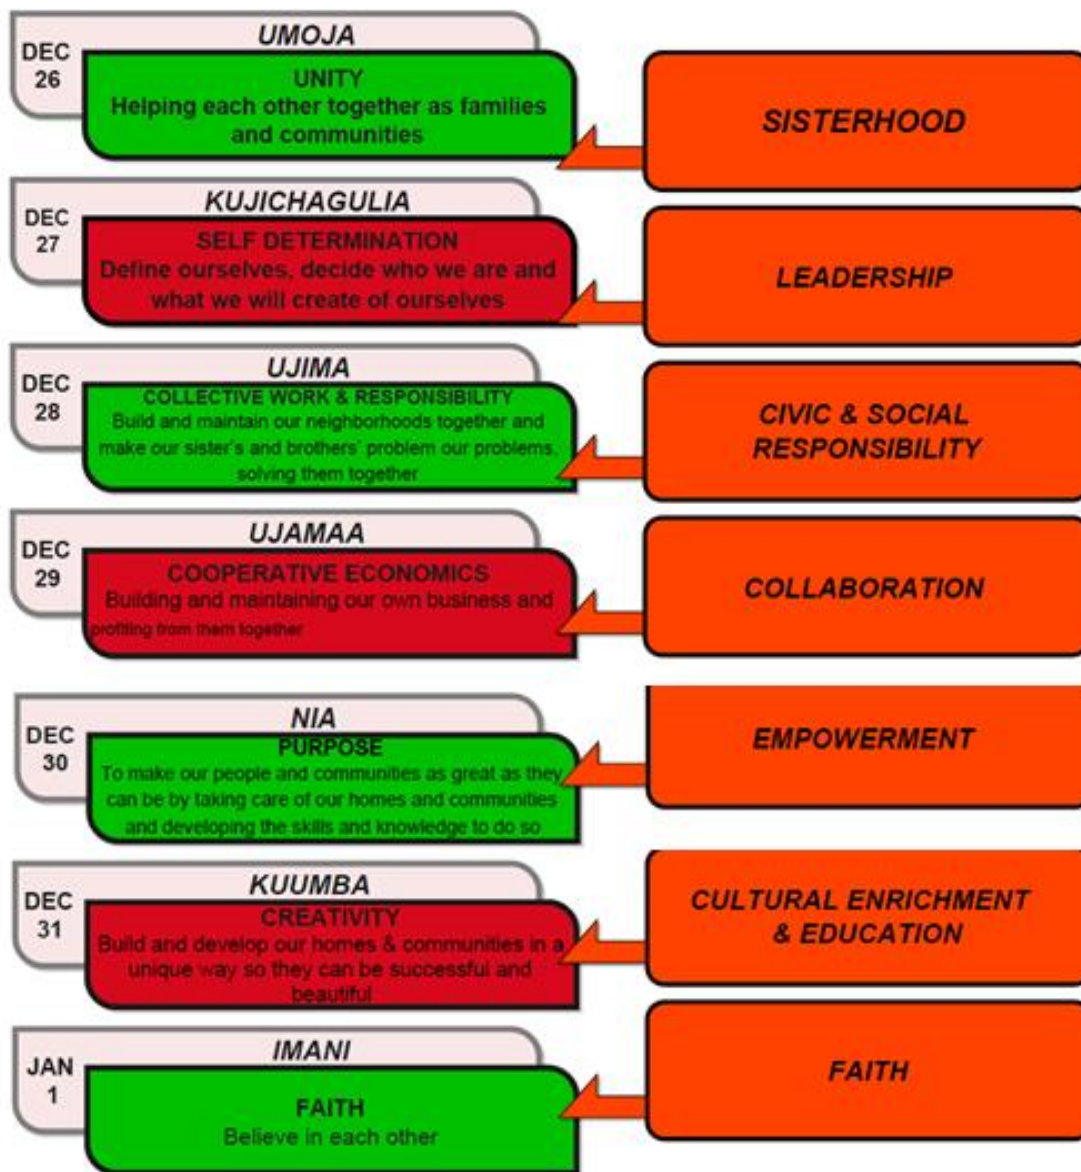 DEC
26
UMOJA
UNITY
Helping each other together as families
and communities
SISTERHOOD
DEC
27
KUJICHAGULIA
SELF DETERMINATION
Define ourselves, decide who we are and
what we will create of ourselves
LEADERSHIP
DEC
28
UJIMA
COLLECTIVE WORK & RESPONSIBILITY
Build and maintain our neighborhoods together and
make our sister's and brothers' problem our problems,
solving them together
CIVIC & SOCIAL
RESPONSIBILITY
DEC
29
UJAMAA
COOPERATIVE ECONOMICS
Building and maintaining our own business and
profiting from them together
COLLABORATION
DEC
30
NIA
PURPOSE
To make our people and communities as great as they
can be by taking care of our homes and communities
and developing the skills and knowledge to do so
EMPOWERMENT
DEC
31
KUUMBA
CREATIVITY
Build and develop our homes & communities in a
unique way so they can be successful and
beautiful
CULTURAL ENRICHMENT
& EDUCATION
JAN
1
IMANI
FAITH
Believe in each other
FAITH